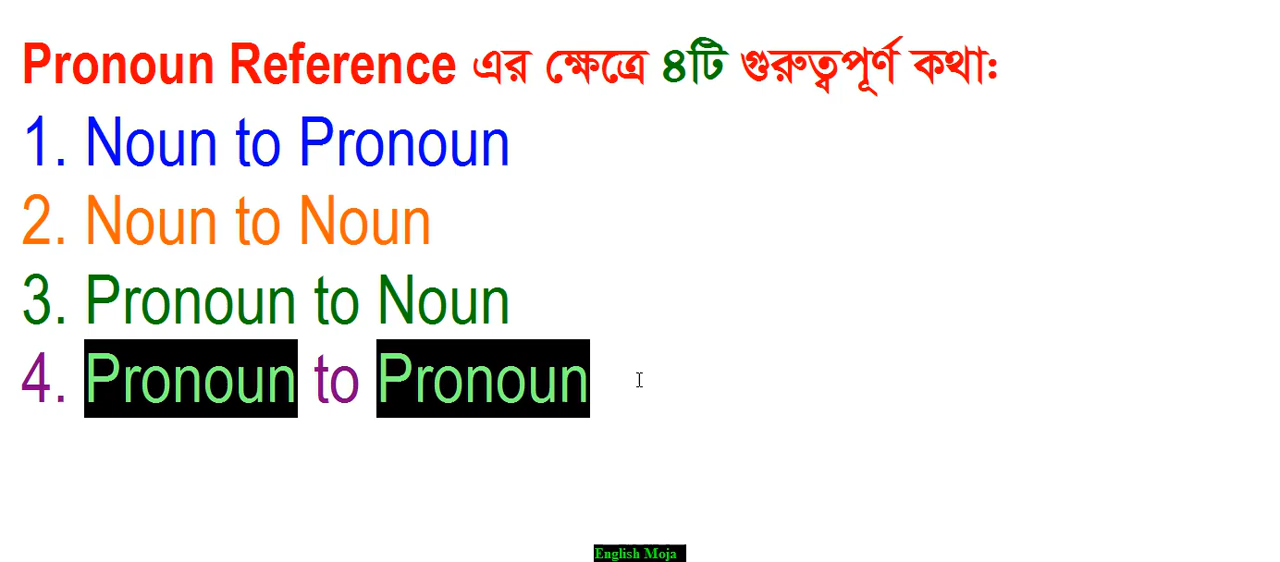 Pronoun Reference এর ক্ষেত্রে ৪টি গুরুত্বপূর্ণ কথাঃ
1. Noun to Pronoun
2. Noun to Noun
3. Pronoun to Noun
4. Pronoun to Pronoun
English Moja